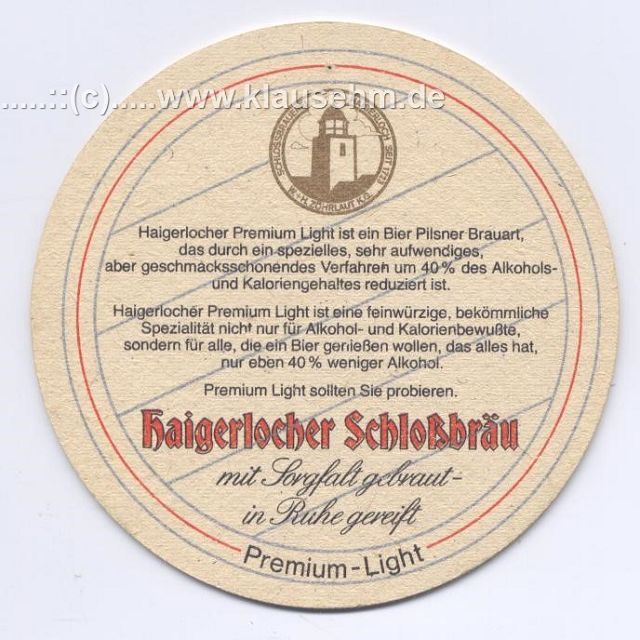 .....::(c).....www.klausehm.de
SCHLOSSBRAUEREI HAIGERLOCH SEIT 1723
W.+H. ZÖHRLAUT KG.
Haigerlocher Premium Light ist ein Bier Pilsner Brauart,
das durch ein spezielles, sehr aufwendiges,
aber geschmacksschonendes Verfahren um 40% des Alkohols-
und Kaloriengehaltes reduziert ist.
Haigerlocher Premium Light ist eine feinwürzige, bekömmliche
Spezialität nicht nur für Alkohol- und Kalorienbewußte,
sondern für alle, die ein Bier genießen wollen, das alles hat,
nur eben 40% weniger Alkohol.
Premium Light sollten Sie probieren.
Haigerlocher Schloßbräu
mit Sorgfalt gebraut-
in Ruhe gereift
Premium-Light